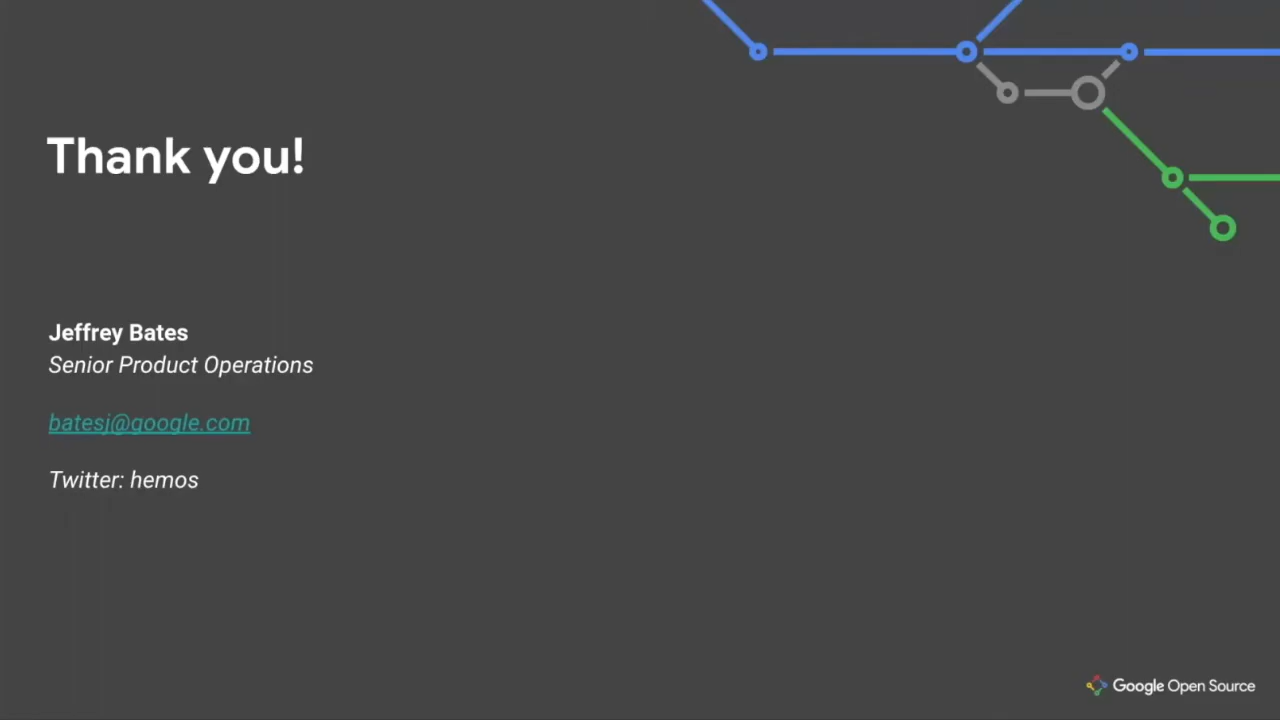 Thank you!
Jeffrey Bates
Senior Product Operations
batesj@google.com
Twitter: hemos
Google Open Source